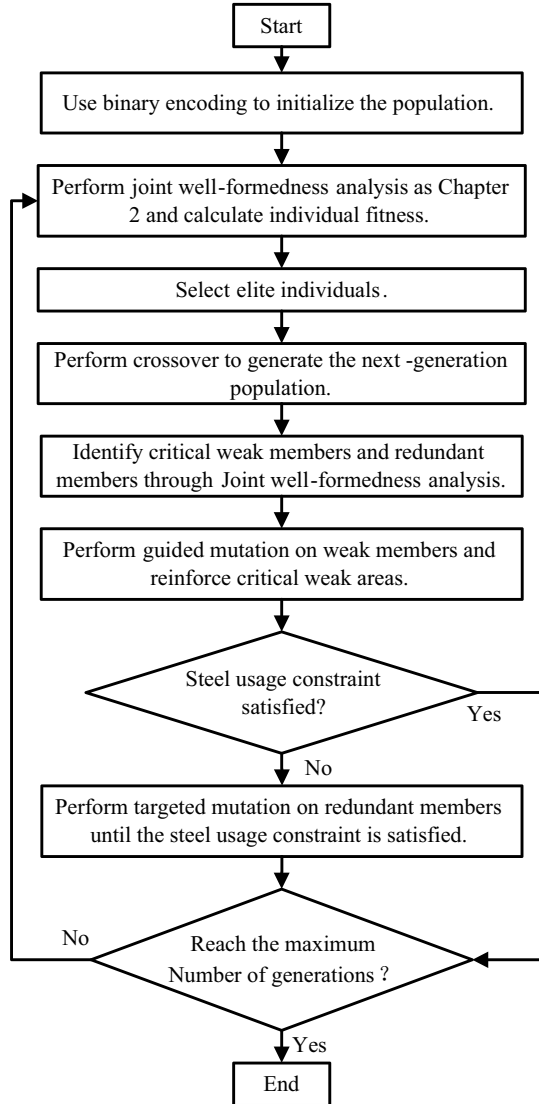 Start
Use binary encoding to initialize the population.
Perform joint well-formedness analysis as Chapter
2 and calculate individual fitness.
Select elite individuals.
Perform crossover to generate the next -generation
population.
Identify critical weak members and redundant
members through Joint well-formedness analysis.
Perform guided mutation on weak members and
reinforce critical weak areas.
Steel usage constraint
satisfied?
Yes
No
Perform targeted mutation on redundant members
until the steel usage constraint is satisfied.
No
Reach the maximum
Number of generations ?
Yes
End